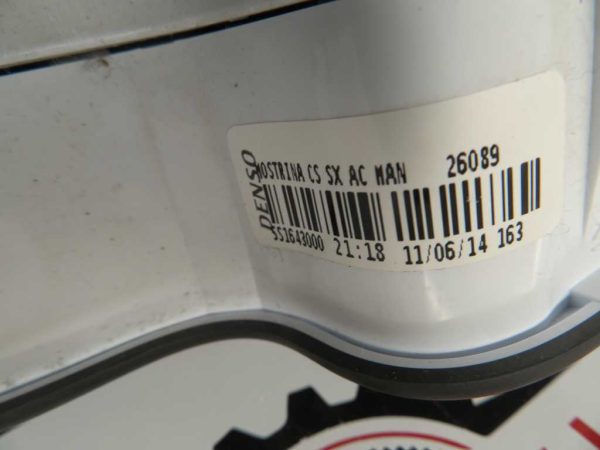 DENSO
MOSTRINA CS SX AC MAN 26089
551643000 21:18 11/06/14 163